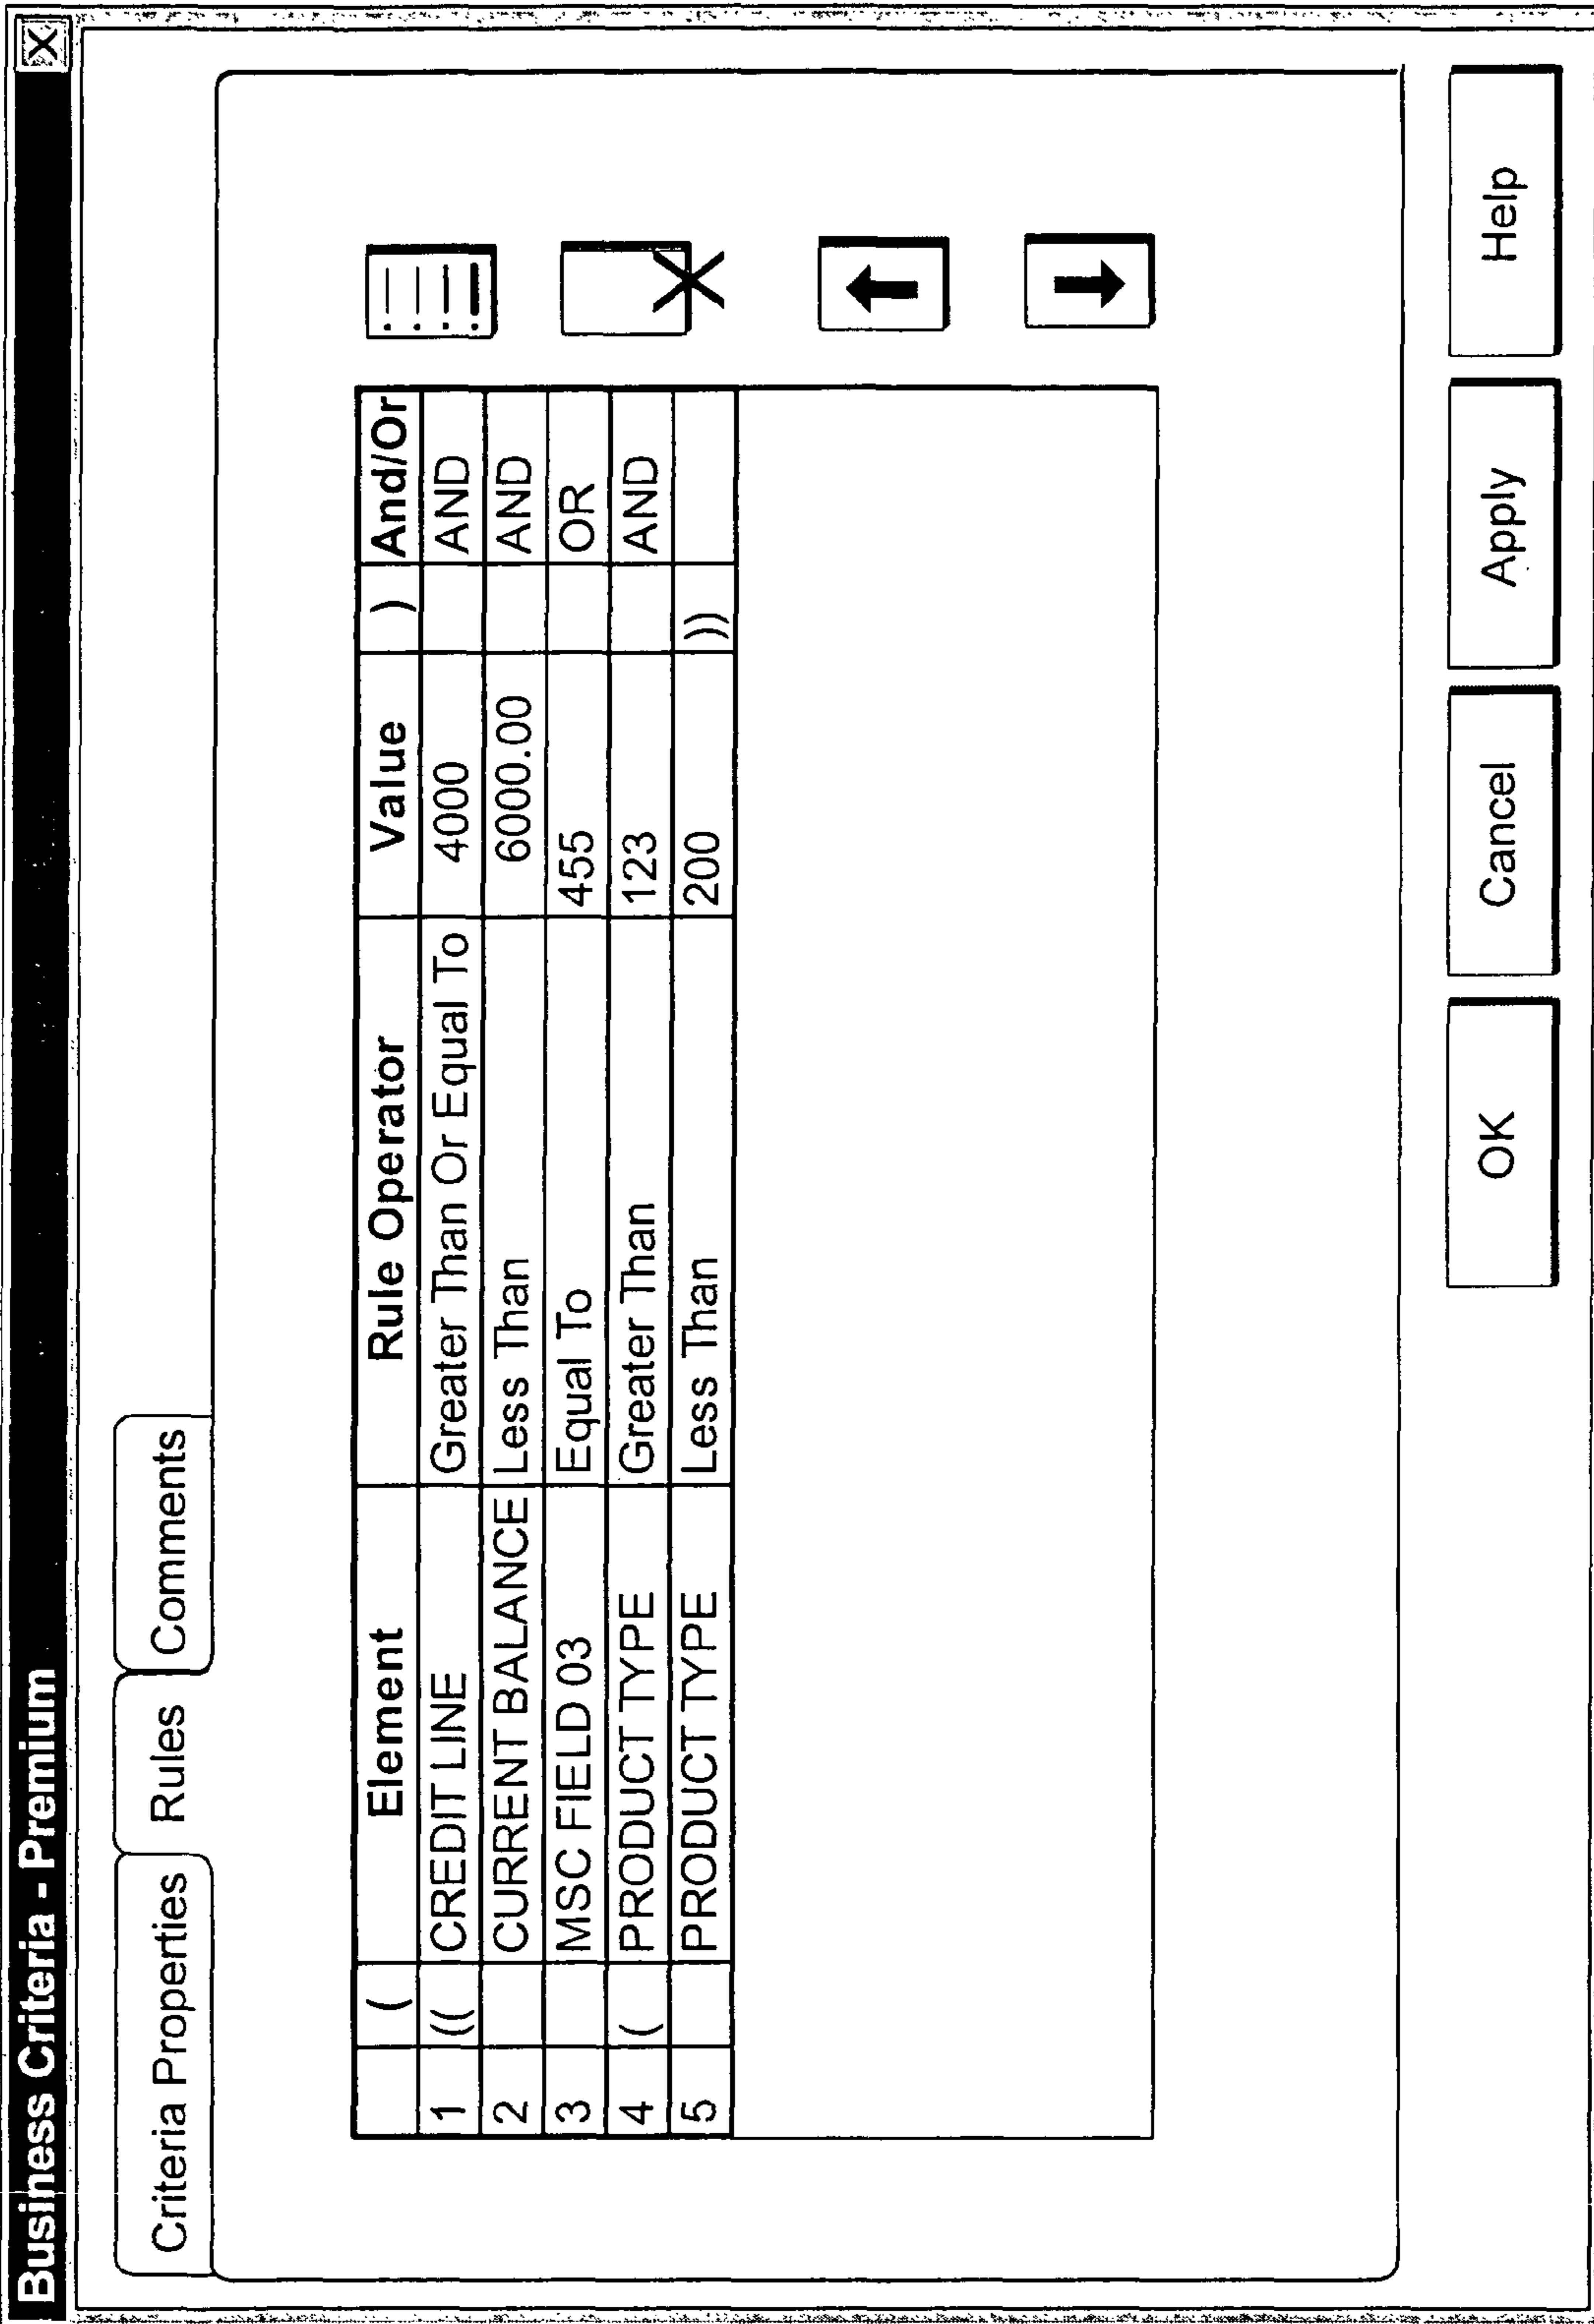 Business Criteria - Premium X
Criteria Properties Rules Comments
( Element Rule Operator Value ) And/Or
1 (( CREDIT LINE Greater Than Or Equal To 4000 AND
2 CURRENT BALANCE Less Than 6000.00 AND
3 MSC FIELD 03 Equal To 455 OR
4 ( PRODUCT TYPE Greater Than 123 AND
5 PRODUCT TYPE Less Than 200 ))
OK Cancel Apply Help